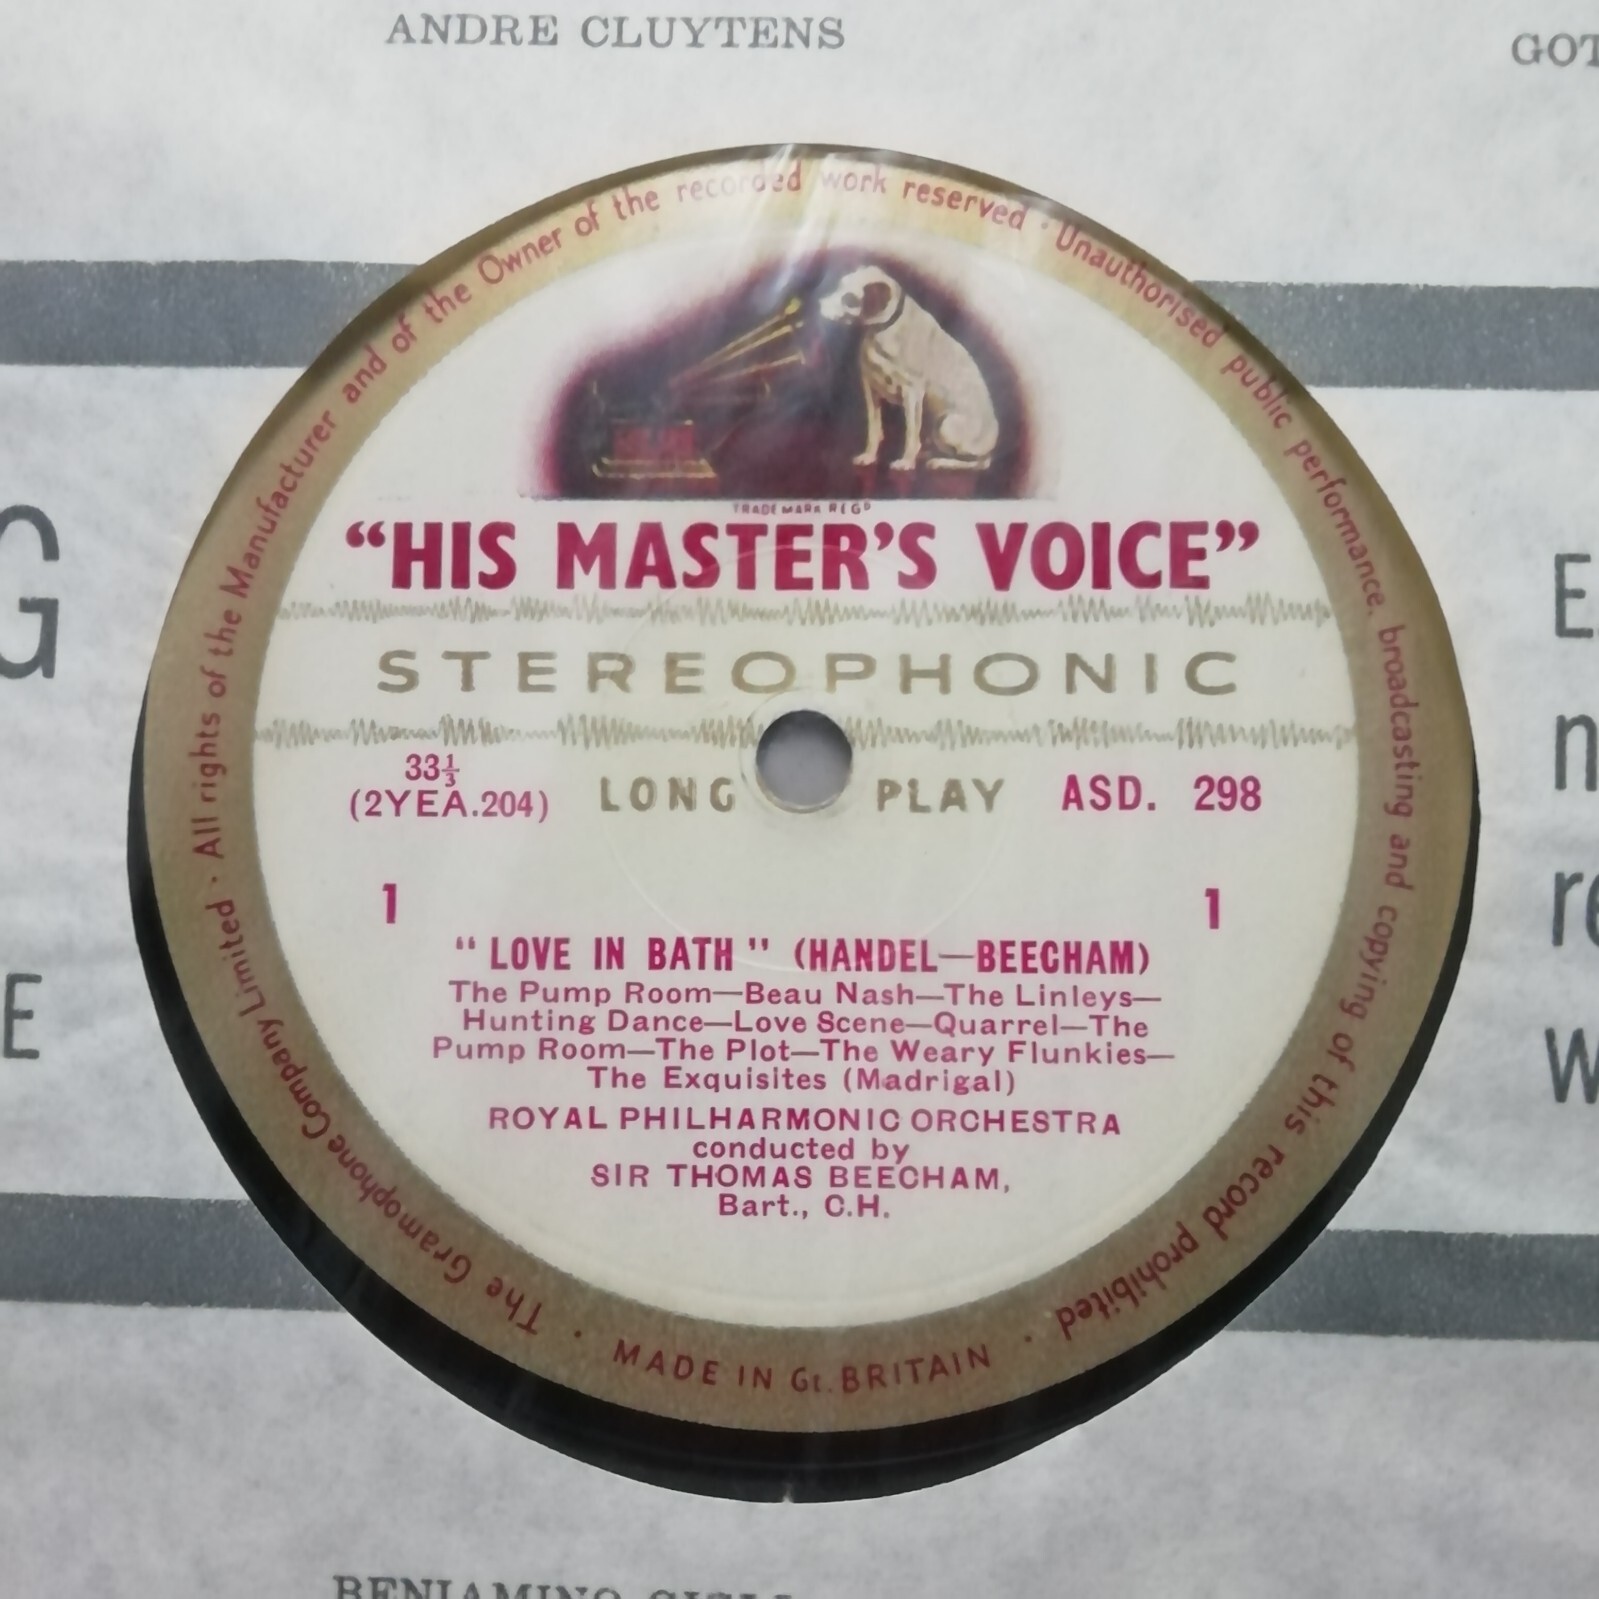 ANDRE CLUYTENS
GOT
All rights of the Manufacturer and of the Owner of the recorded work reserved · Unauthorised public performance, broadcasting and copying of this record prohibited ·
TRADE MARK REGD
“HIS MASTER’S VOICE”
STEREOPHONIC
33⅓
(2YEA.204)
LONG PLAY
ASD. 298
1
1
“LOVE IN BATH” (HANDEL—BEECHAM)
The Pump Room—Beau Nash—The Linleys—
Hunting Dance—Love Scene—Quarrel—The
Pump Room—The Plot—The Weary Flunkies—
The Exquisites (Madrigal)
ROYAL PHILHARMONIC ORCHESTRA
conducted by
SIR THOMAS BEECHAM,
Bart., C.H.
The Gramophone Company Limited ·
MADE IN Gt. BRITAIN
G
E
E
n
re
W